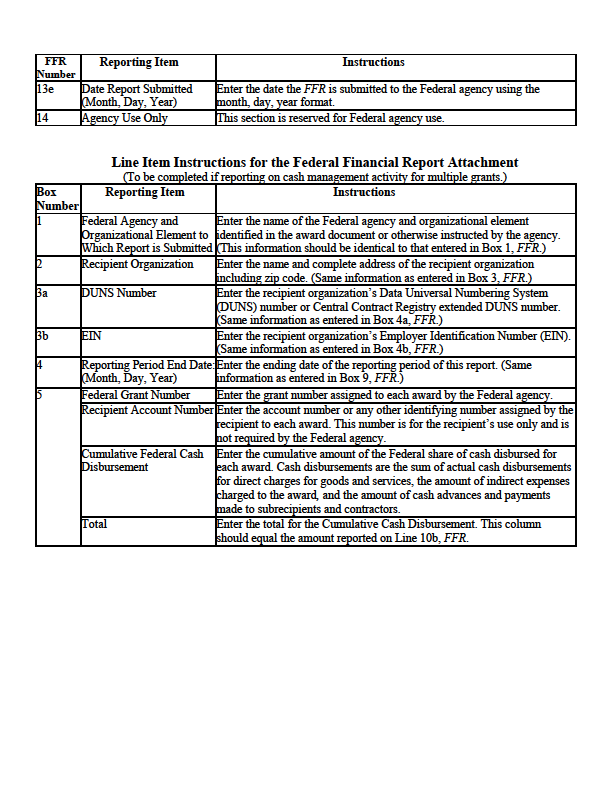 FFR Number Reporting Item Instructions
13e Date Report Submitted Enter the date the FFR is submitted to the Federal agency using the
(Month, Day, Year) month, day, year format.
14 Agency Use Only This section is reserved for Federal agency use.
Line Item Instructions for the Federal Financial Report Attachment
(To be completed if reporting on cash management activity for multiple grants.)
Box Number Reporting Item Instructions
1 Federal Agency and Enter the name of the Federal agency and organizational element
Organizational Element to identified in the award document or otherwise instructed by the agency.
Which Report is Submitted (This information should be identical to that entered in Box 1, FFR.)
2 Recipient Organization Enter the name and complete address of the recipient organization
including zip code. (Same information as entered in Box 3, FFR.)
3a DUNS Number Enter the recipient organization's Data Universal Numbering System
(DUNS) number or Central Contract Registry extended DUNS number.
(Same information as entered in Box 4a, FFR.)
3b EIN Enter the recipient organization's Employer Identification Number (EIN).
(Same information as entered in Box 4b, FFR.)
4 Reporting Period End Date: Enter the ending date of the reporting period of this report. (Same
(Month, Day, Year) information as entered in Box 9, FFR.)
5 Federal Grant Number Enter the grant number assigned to each award by the Federal agency.
Recipient Account Number Enter the account number or any other identifying number assigned by the
recipient to each award. This number is for the recipient's use only and is
not required by the Federal agency.
Cumulative Federal Cash Enter the cumulative amount of the Federal share of cash disbursed for
Disbursement each award. Cash disbursements are the sum of actual cash disbursements
for direct charges for goods and services, the amount of indirect expenses
charged to the award, and the amount of cash advances and payments
made to subrecipients and contractors.
Total Enter the total for the Cumulative Cash Disbursement. This column
should equal the amount reported on Line 10b, FFR.